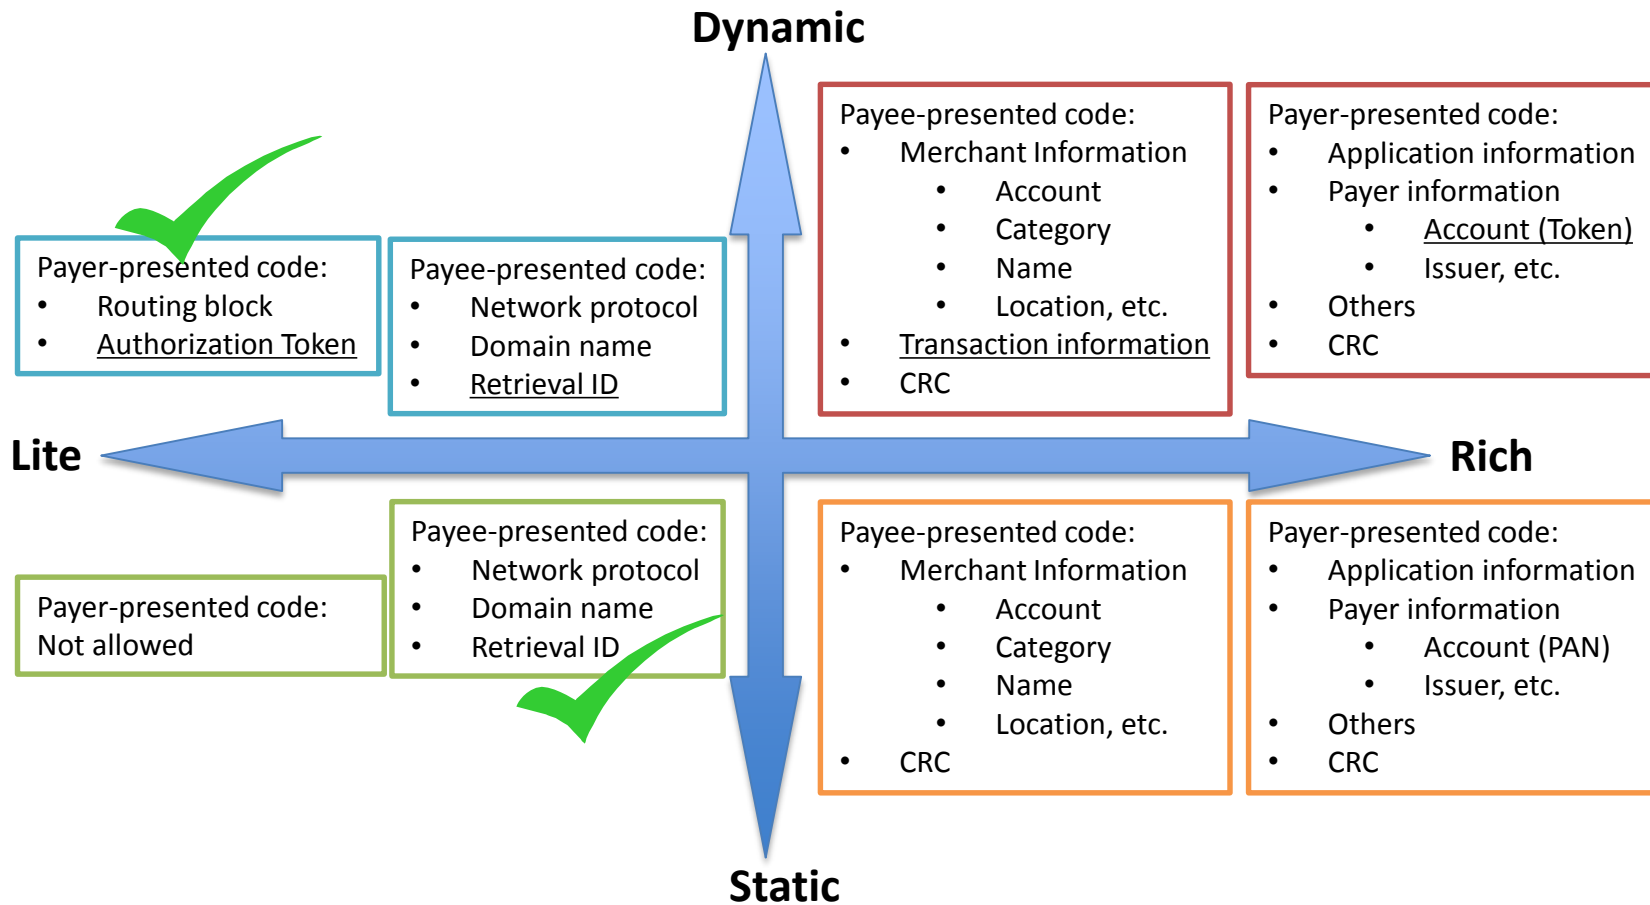 Dynamic
Payer-presented code:
• Routing block
• Authorization Token
Payee-presented code:
• Network protocol
• Domain name
• Retrieval ID
Payee-presented code:
• Merchant Information
• Account
• Category
• Name
• Location, etc.
• Transaction information
• CRC
Payer-presented code:
• Application information
• Payer information
• Account (Token)
• Issuer, etc.
• Others
• CRC
Lite
Rich
Payer-presented code:
Not allowed
Payee-presented code:
• Network protocol
• Domain name
• Retrieval ID
Payee-presented code:
• Merchant Information
• Account
• Category
• Name
• Location, etc.
• CRC
Payer-presented code:
• Application information
• Payer information
• Account (PAN)
• Issuer, etc.
• Others
• CRC
Static